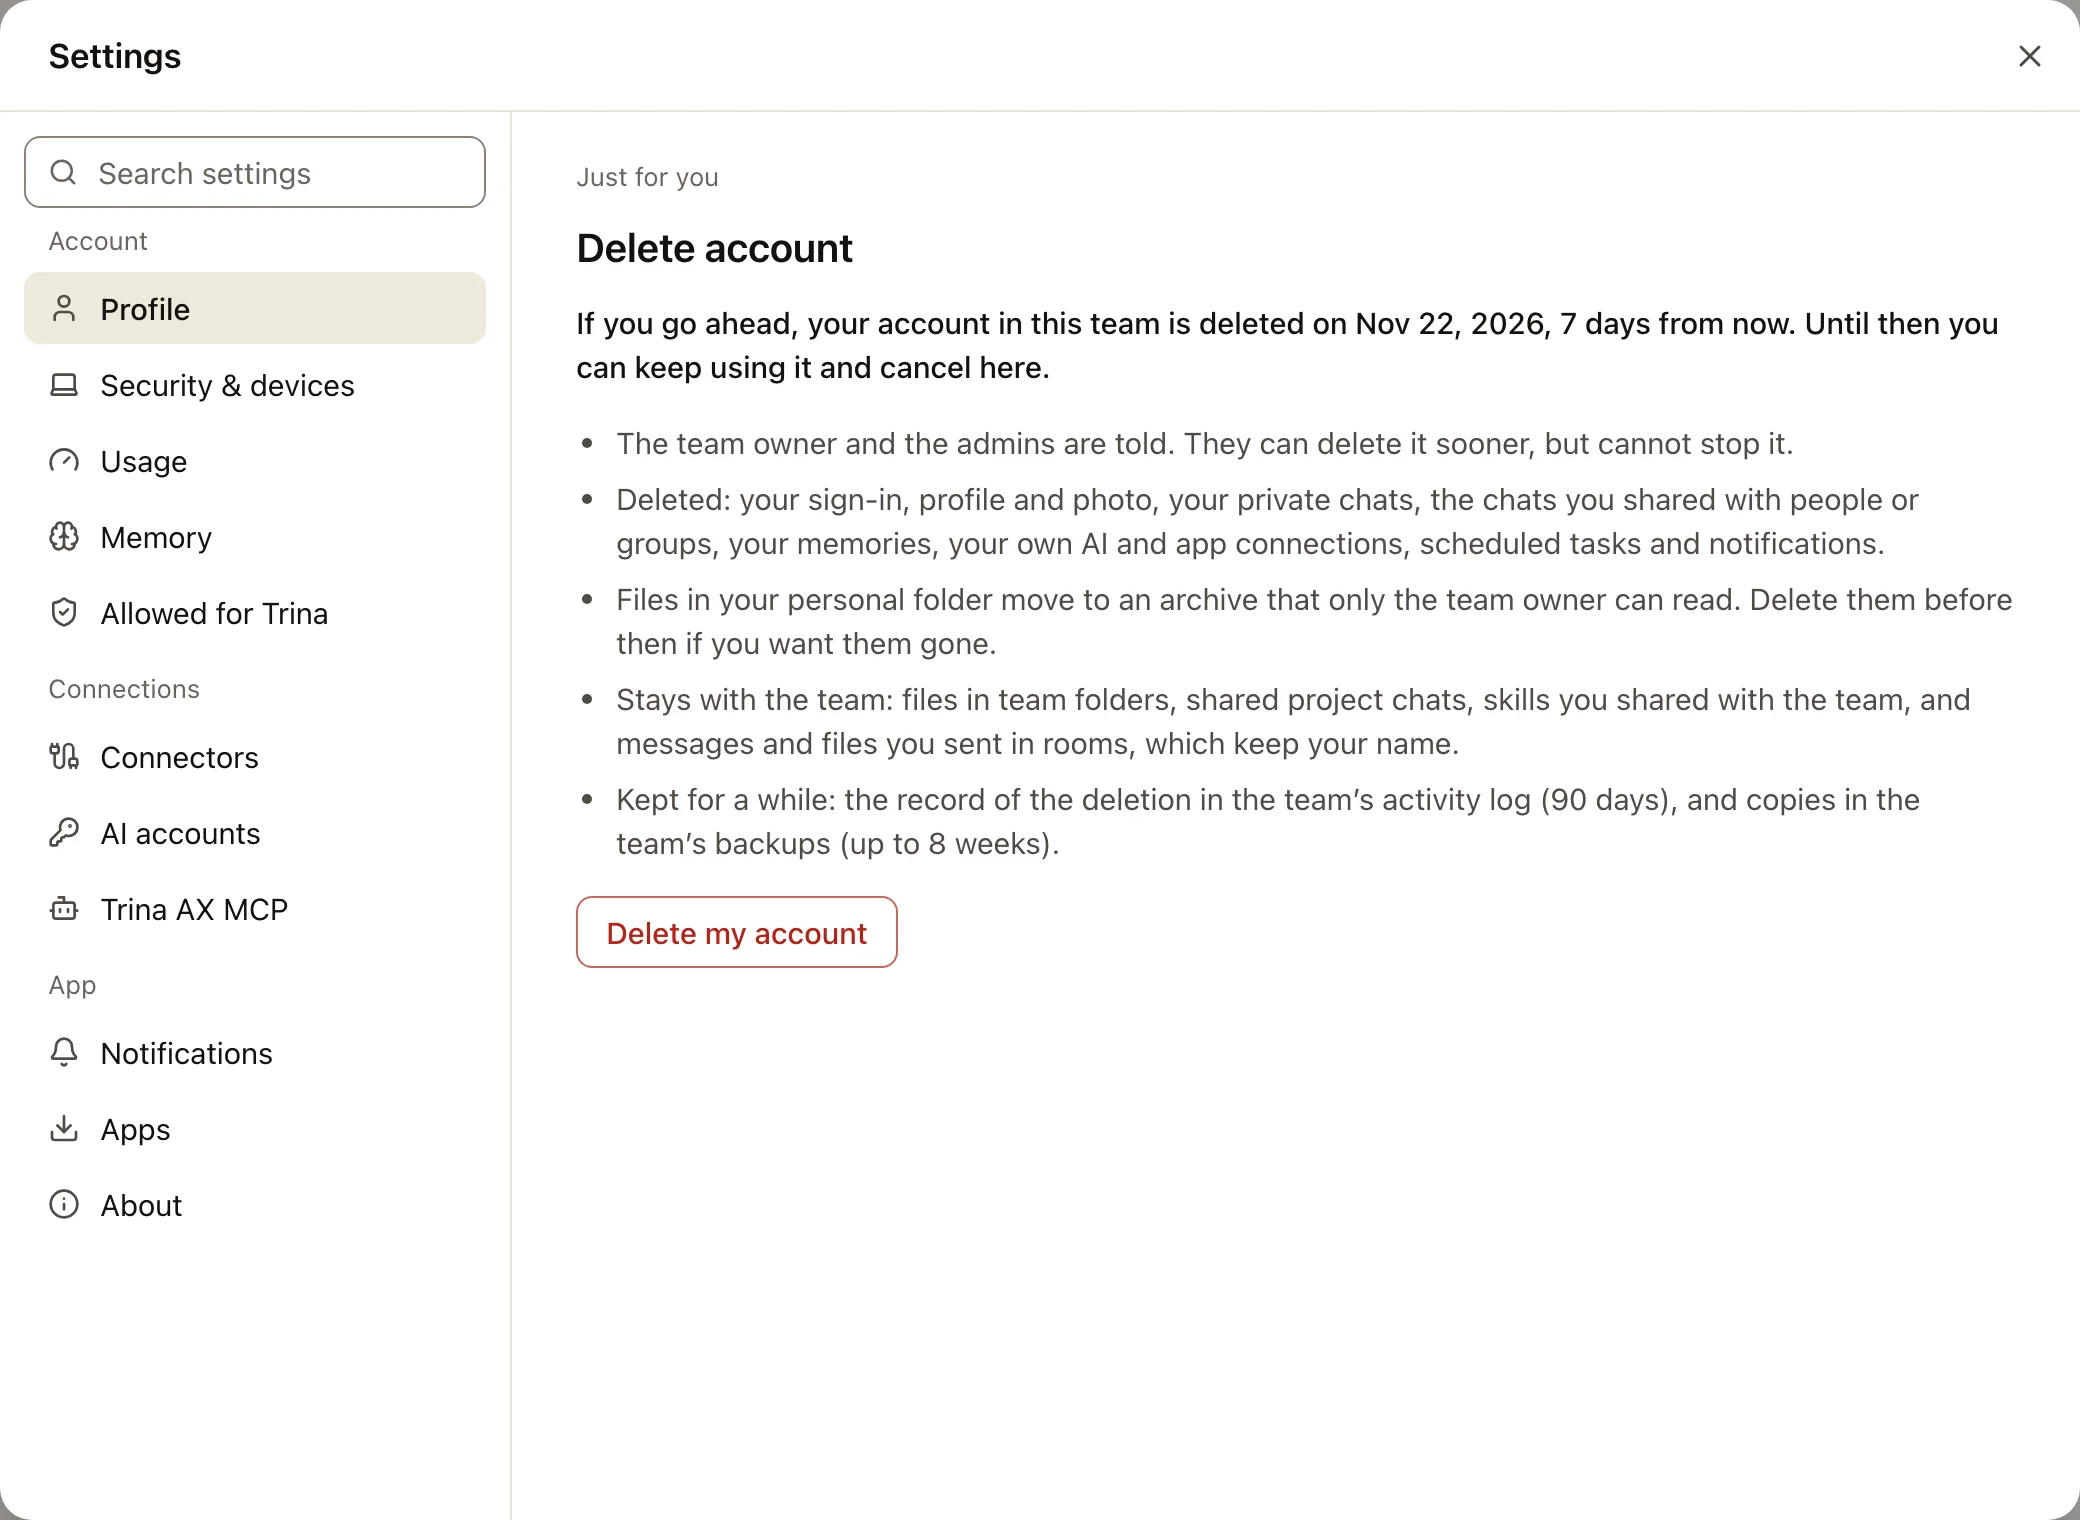 Settings
Search settings
Account
Profile
Security & devices
Usage
Memory
Allowed for Trina
Connections
Connectors
AI accounts
Trina AX MCP
App
Notifications
Apps
About
Just for you
Delete account
If you go ahead, your account in this team is deleted on Nov 22, 2026, 7 days from now. Until then you
can keep using it and cancel here.
• The team owner and the admins are told. They can delete it sooner, but cannot stop it.
• Deleted: your sign-in, profile and photo, your private chats, the chats you shared with people or
groups, your memories, your own AI and app connections, scheduled tasks and notifications.
• Files in your personal folder move to an archive that only the team owner can read. Delete them before
then if you want them gone.
• Stays with the team: files in team folders, shared project chats, skills you shared with the team, and
messages and files you sent in rooms, which keep your name.
• Kept for a while: the record of the deletion in the team’s activity log (90 days), and copies in the
team’s backups (up to 8 weeks).
Delete my account